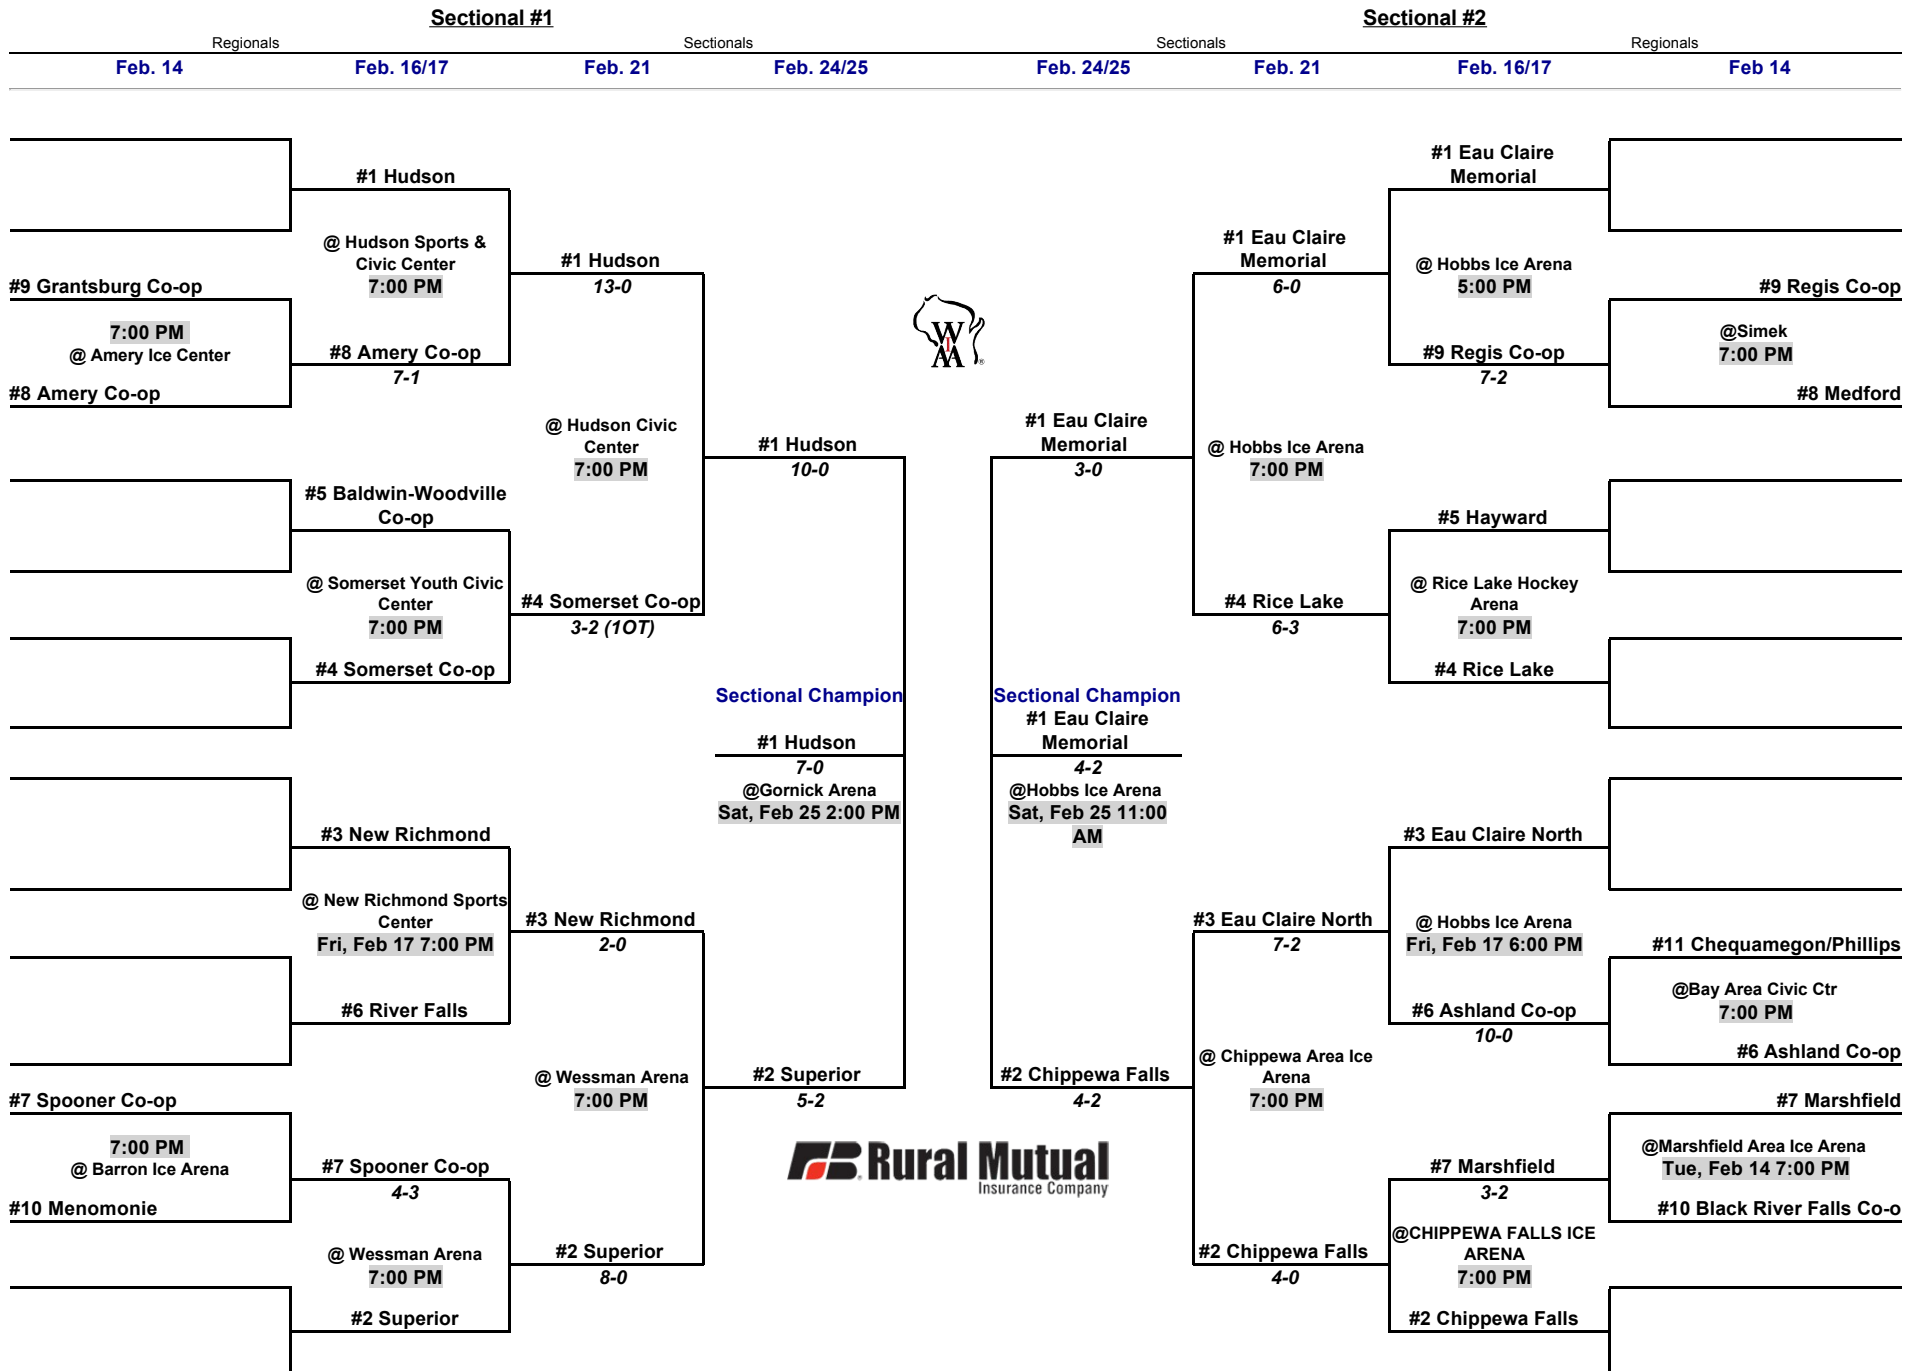 Sectional #1
Sectional #2
Regionals
Sectionals
Sectionals
Regionals
Feb. 14
Feb. 16/17
Feb. 21
Feb. 24/25
Feb. 24/25
Feb. 21
Feb. 16/17
Feb 14
#9 Grantsburg Co-op
7:00 PM
@ Amery Ice Center
#8 Amery Co-op
#7 Spooner Co-op
7:00 PM
@ Barron Ice Arena
#10 Menomonie
#1 Hudson
@ Hudson Sports &
Civic Center
7:00 PM
#8 Amery Co-op
7-1
#5 Baldwin-Woodville
Co-op
@ Somerset Youth Civic
Center
7:00 PM
#4 Somerset Co-op
#3 New Richmond
@ New Richmond Sports
Center
Fri, Feb 17 7:00 PM
#6 River Falls
#7 Spooner Co-op
4-3
@ Wessman Arena
7:00 PM
#2 Superior
#1 Hudson
13-0
@ Hudson Civic
Center
7:00 PM
#4 Somerset Co-op
3-2 (1OT)
#3 New Richmond
2-0
@ Wessman Arena
7:00 PM
#2 Superior
8-0
#1 Hudson
10-0
Sectional Champion
#1 Hudson
7-0
@Gornick Arena
Sat, Feb 25 2:00 PM
#2 Superior
5-2
W
I
AA
®
Rural Mutual
Insurance Company
#1 Eau Claire
Memorial
3-0
Sectional Champion
#1 Eau Claire
Memorial
4-2
@Hobbs Ice Arena
Sat, Feb 25 11:00
AM
#2 Chippewa Falls
4-2
#1 Eau Claire
Memorial
6-0
@ Hobbs Ice Arena
7:00 PM
#4 Rice Lake
6-3
#3 Eau Claire North
7-2
@ Chippewa Area Ice
Arena
7:00 PM
#2 Chippewa Falls
4-0
#1 Eau Claire
Memorial
@ Hobbs Ice Arena
5:00 PM
#9 Regis Co-op
7-2
#5 Hayward
@ Rice Lake Hockey
Arena
7:00 PM
#4 Rice Lake
#3 Eau Claire North
@ Hobbs Ice Arena
Fri, Feb 17 6:00 PM
#6 Ashland Co-op
10-0
#7 Marshfield
3-2
@CHIPPEWA FALLS ICE
ARENA
7:00 PM
#2 Chippewa Falls
#9 Regis Co-op
@Simek
7:00 PM
#8 Medford
#11 Chequamegon/Phillips
@Bay Area Civic Ctr
7:00 PM
#6 Ashland Co-op
#7 Marshfield
@Marshfield Area Ice Arena
Tue, Feb 14 7:00 PM
#10 Black River Falls Co-o